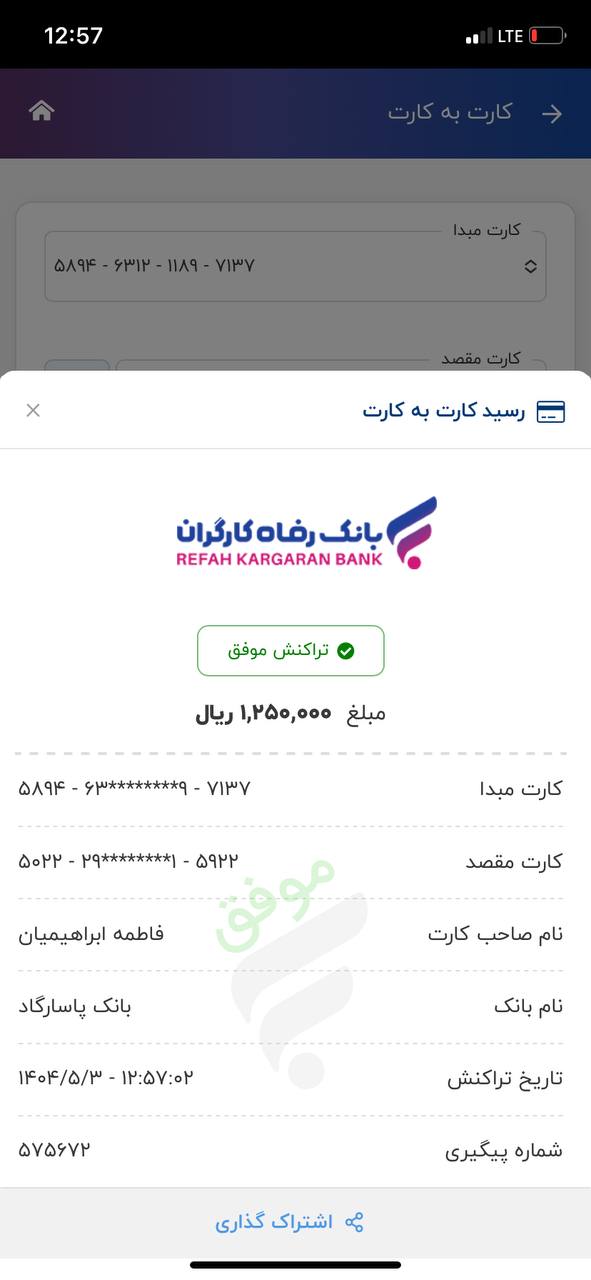 12:57
LTE
کارت به کارت
کارت مبدا
۵۸۹۴ - ۶۳۱۲ - ۱۱۸۹ - ۷۱۳۷
کارت مقصد
رسید کارت به کارت
بانک رفاه کارگران
REFAH KARGARAN BANK
تراکنش موفق
مبلغ ۱,۲۵۰,۰۰۰ ریال
کارت مبدا ۵۸۹۴ - ۶۳********۹ - ۷۱۳۷
کارت مقصد ۵۰۲۲ - ۲۹********۱ - ۵۹۲۲
موفق
نام صاحب کارت فاطمه ابراهیمیان
نام بانک بانک پاسارگاد
تاریخ تراکنش ۱۴۰۴/۵/۳ - ۱۲:۵۷:۰۲
شماره پیگیری ۵۷۵۶۷۲
اشتراک گذاری